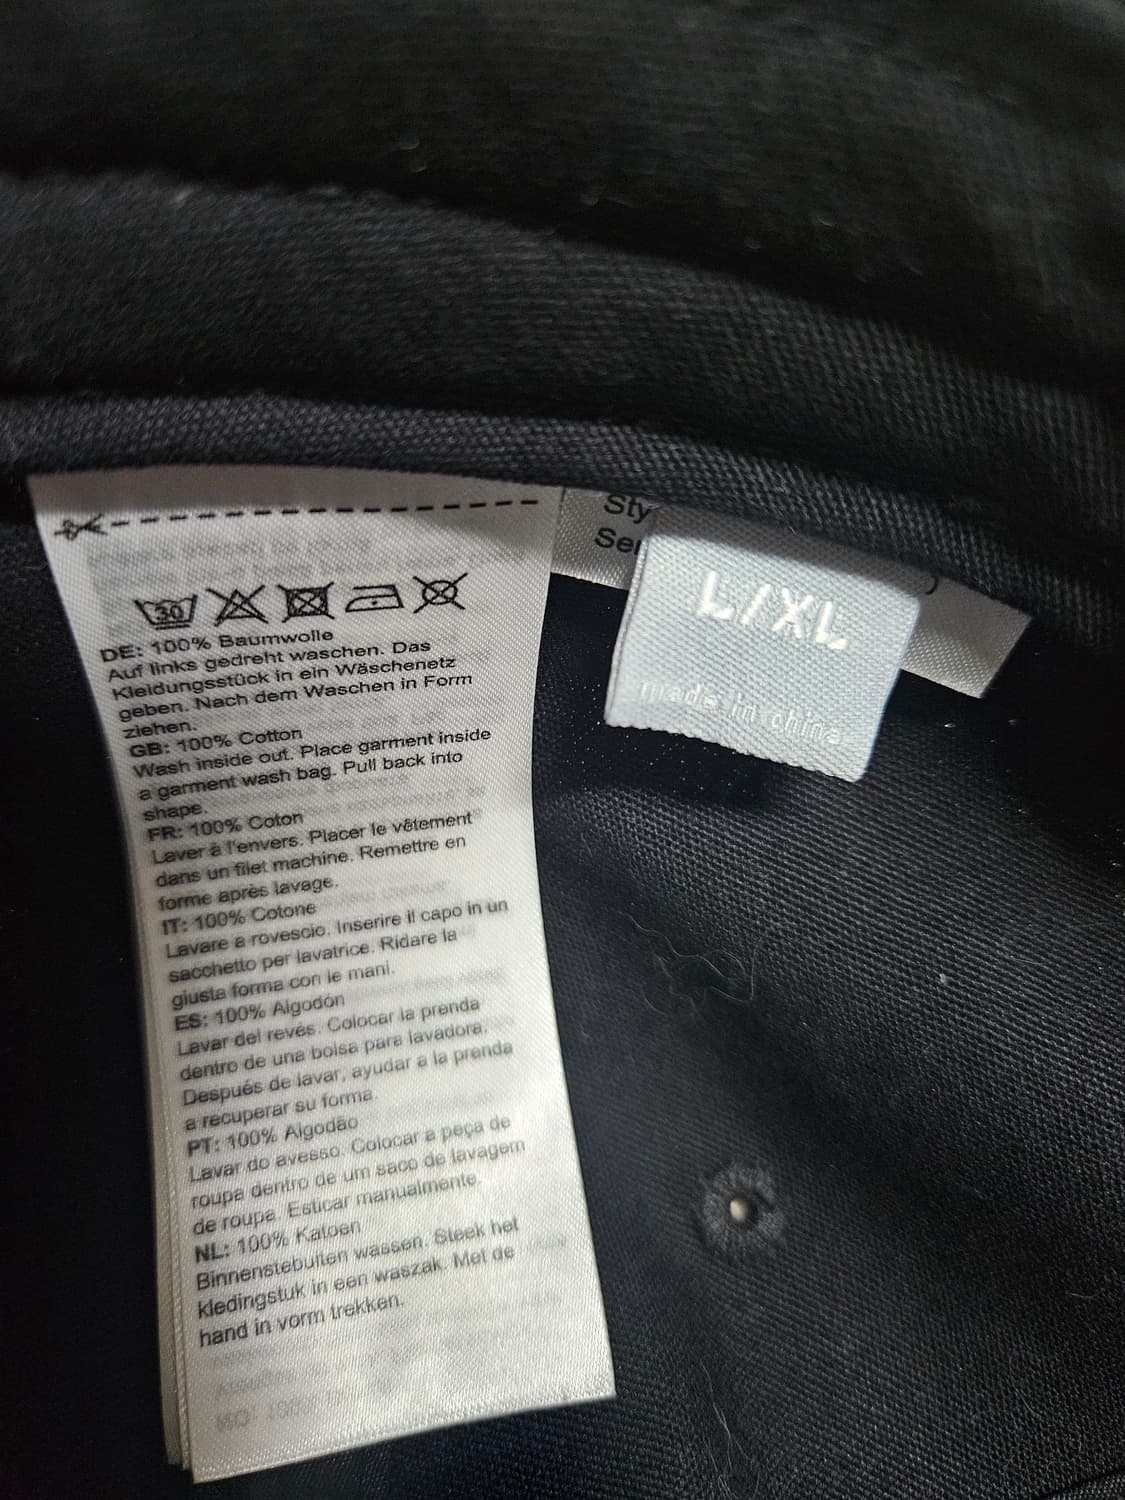 30
DE: 100% Baumwolle
Auf links gedreht waschen. Das
Kleidungsstück in ein Wäschenetz
geben. Nach dem Waschen in Form
ziehen.
GB: 100% Cotton
Wash inside out. Place garment inside
a garment wash bag. Pull back into
shape.
FR: 100% Coton
Laver à l'envers. Placer le vêtement
dans un filet machine. Remettre en
forme après lavage.
IT: 100% Cotone
Lavare a rovescio. Inserire il capo in un
sacchetto per lavatrice. Ridare la
giusta forma con le mani.
ES: 100% Algodón
Lavar del revés. Colocar la prenda
dentro de una bolsa para lavadora.
Después de lavar, ayudar a la prenda
a recuperar su forma.
PT: 100% Algodão
Lavar do avesso. Colocar a peça de
roupa dentro de um saco de lavagem
de roupa. Esticar manualmente.
NL: 100% Katoen
Binnenstebuiten wassen. Steek het
kledingstuk in een waszak. Met de
hand in vorm trekken.
Sty
Ser
L/XL
made in china